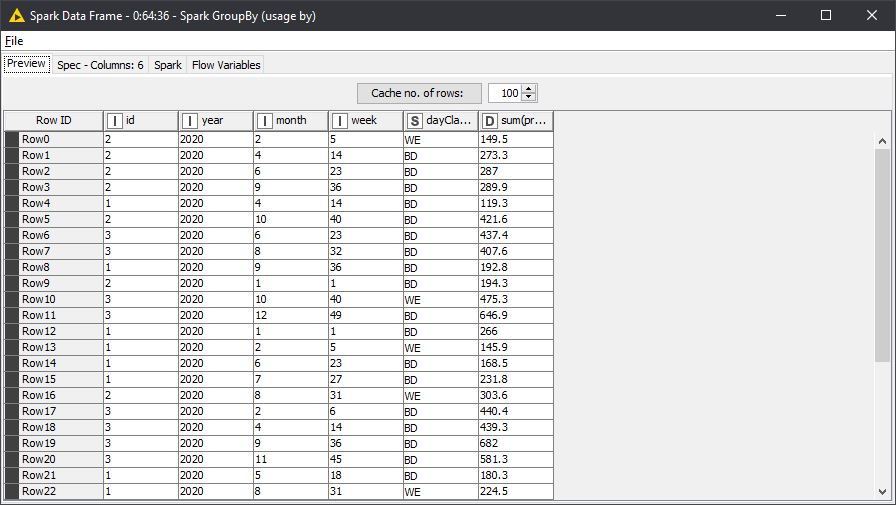 Spark Data Frame - 0:64:36 - Spark GroupBy (usage by)
File
Preview Spec - Columns: 6 Spark Flow Variables
Cache no. of rows: 100
Row ID I id I year I month I week S dayCla... D sum(pr...
Row0 2 2020 2 5 WE 149.5
Row1 2 2020 4 14 BD 273.3
Row2 2 2020 6 23 BD 287
Row3 2 2020 9 36 BD 289.9
Row4 1 2020 4 14 BD 119.3
Row5 2 2020 10 40 BD 421.6
Row6 3 2020 6 23 BD 437.4
Row7 3 2020 8 32 BD 407.6
Row8 1 2020 9 36 BD 192.8
Row9 2 2020 1 1 BD 194.3
Row10 3 2020 10 40 WE 475.3
Row11 3 2020 12 49 BD 646.9
Row12 1 2020 1 1 BD 266
Row13 1 2020 2 5 WE 145.9
Row14 1 2020 6 23 BD 168.5
Row15 1 2020 7 27 BD 231.8
Row16 2 2020 8 31 WE 303.6
Row17 3 2020 2 6 BD 440.4
Row18 3 2020 4 14 BD 439.3
Row19 3 2020 9 36 BD 682
Row20 3 2020 11 45 BD 581.3
Row21 1 2020 5 18 BD 180.3
Row22 1 2020 8 31 WE 224.5